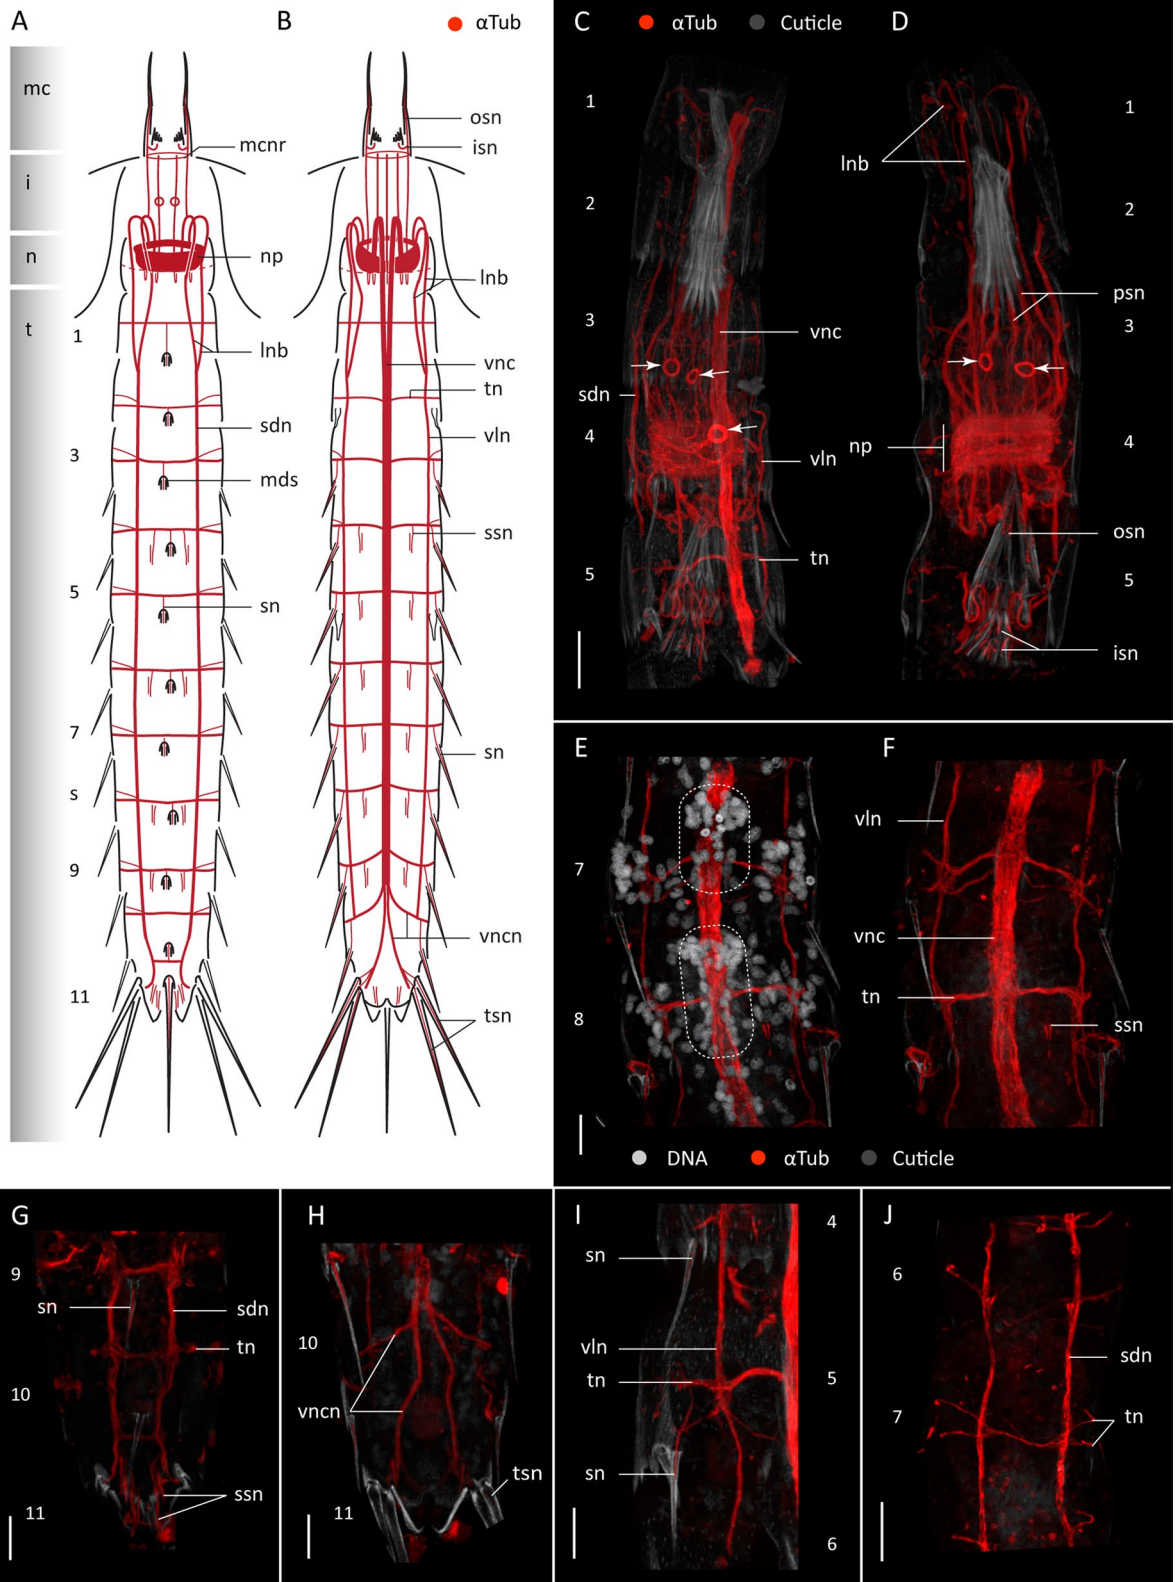 A
B
αTub
mc
osn
mcnr
isn
i
n
np
lnb
t
1
lnb
vnc
tn
sdn
vln
3
mds
ssn
5
sn
7
sn
s
9
vncn
11
tsn
C
αTub
Cuticle
D
1
1
lnb
2
2
psn
3
vnc
3
sdn
4
np
4
vln
osn
tn
5
5
isn
E
F
vln
7
vnc
tn
ssn
8
DNA
αTub
Cuticle
G
9
sn
sdn
tn
10
ssn
11
H
10
vncn
tsn
11
I
4
sn
vln
tn
5
sn
6
J
6
sdn
7
tn